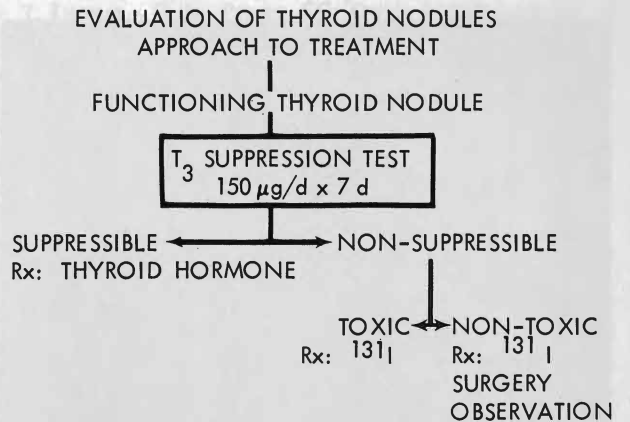 EVALUATION OF THYROID NODULES
APPROACH TO TREATMENT
FUNCTIONING THYROID NODULE
T₃ SUPPRESSION TEST
150 μg/d x 7 d
SUPPRESSIBLE
Rx: THYROID HORMONE
NON-SUPPRESSIBLE
TOXIC
Rx: ¹³¹I
NON-TOXIC
Rx: ¹³¹I
SURGERY
OBSERVATION